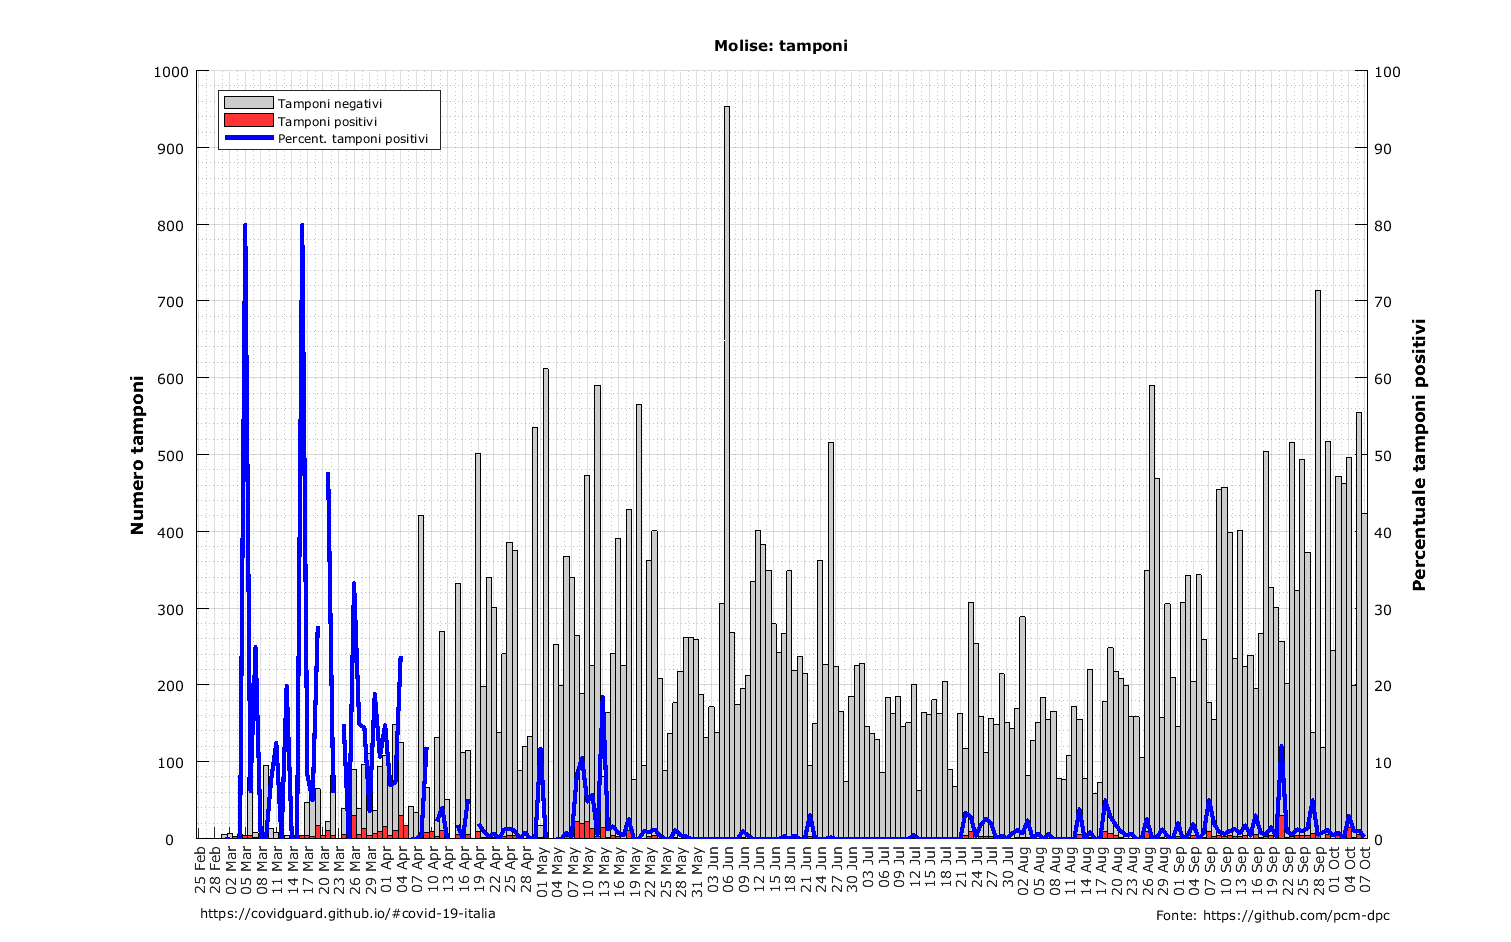 Molise: tamponi
Tamponi negativi
Tamponi positivi
Percent. tamponi positivi
Numero tamponi
1000
900
800
700
600
500
400
300
200
100
0
Percentuale tamponi positivi
100
90
80
70
60
50
40
30
20
10
0
25 Feb
28 Feb
02 Mar
05 Mar
08 Mar
11 Mar
14 Mar
17 Mar
20 Mar
23 Mar
26 Mar
29 Mar
01 Apr
04 Apr
07 Apr
10 Apr
13 Apr
16 Apr
19 Apr
22 Apr
25 Apr
28 Apr
01 May
04 May
07 May
10 May
13 May
16 May
19 May
22 May
25 May
28 May
31 May
03 Jun
06 Jun
09 Jun
12 Jun
15 Jun
18 Jun
21 Jun
24 Jun
27 Jun
30 Jun
03 Jul
06 Jul
09 Jul
12 Jul
15 Jul
18 Jul
21 Jul
24 Jul
27 Jul
30 Jul
02 Aug
05 Aug
08 Aug
11 Aug
14 Aug
17 Aug
20 Aug
23 Aug
26 Aug
29 Aug
01 Sep
04 Sep
07 Sep
10 Sep
13 Sep
16 Sep
19 Sep
22 Sep
25 Sep
28 Sep
01 Oct
04 Oct
07 Oct
https://covidguard.github.io/#covid-19-italia
Fonte: https://github.com/pcm-dpc